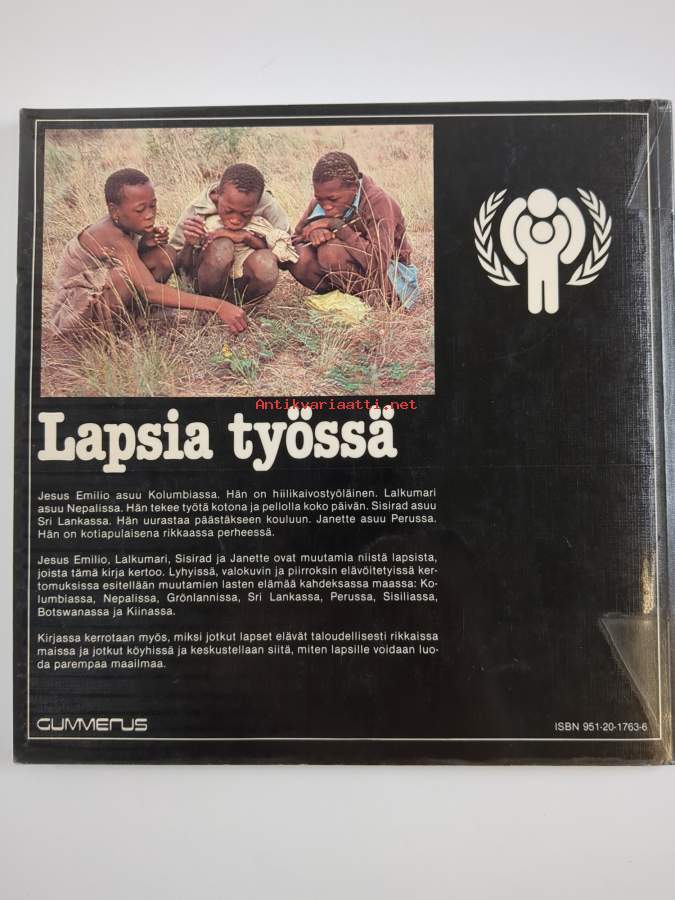 Antikvariaatti.net
Lapsia työssä
Jesus Emilio asuu Kolumbiassa. Hän on hiilikaivostyöläinen. Lalkumari
asuu Nepalissa. Hän tekee työtä kotona ja pellolla koko päivän. Sisirad asuu
Sri Lankassa. Hän uurastaa päästäkseen kouluun. Janette asuu Perussa.
Hän on kotiapulaisena rikkaassa perheessä.
Jesus Emilio, Lalkumari, Sisirad ja Janette ovat muutamia niistä lapsista,
joista tämä kirja kertoo. Lyhyissä, valokuvin ja piirroksin elävöitetyissä ker-
tomuksissa esitellään muutamien lasten elämää kahdeksassa maassa: Ko-
lumbiassa, Nepalissa, Grönlannissa, Sri Lankassa, Perussa, Sisiliassa,
Botswanassa ja Kiinassa.
Kirjassa kerrotaan myös, miksi jotkut lapset elävät taloudellisesti rikkaissa
maissa ja jotkut köyhissä ja keskustellaan siitä, miten lapsille voidaan luo-
da parempaa maailmaa.
GUMMERUS
ISBN 951-20-1763-6